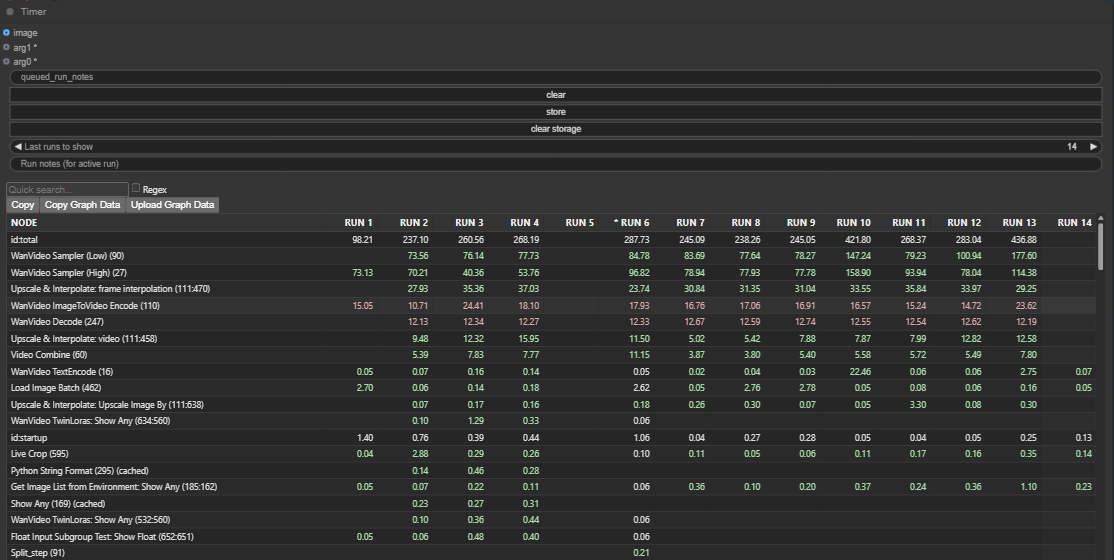 Timer
image
arg1 *
arg0 *
queued_run_notes
clear
store
clear storage
◀ Last runs to show 14 ▶
Run notes (for active run)
Quick search... Regex
Copy Copy Graph Data Upload Graph Data
NODE RUN 1 RUN 2 RUN 3 RUN 4 RUN 5 * RUN 6 RUN 7 RUN 8 RUN 9 RUN 10 RUN 11 RUN 12 RUN 13 RUN 14
id:total 98.21 237.10 260.56 268.19 287.73 245.09 238.26 245.05 421.80 268.37 283.04 436.88
WanVideo Sampler (Low) (90) 73.56 76.14 77.73 84.78 83.69 77.64 78.27 147.24 79.23 100.94 177.60
WanVideo Sampler (High) (27) 73.13 70.21 40.36 53.76 96.82 78.94 77.93 77.78 158.90 93.94 78.04 114.38
Upscale & Interpolate: frame interpolation (111:470) 27.93 35.36 37.03 23.74 30.84 31.35 31.04 33.55 35.84 33.97 29.25
WanVideo ImageToVideo Encode (110) 15.05 10.71 24.41 18.10 17.93 16.76 17.06 16.91 16.57 15.24 14.72 23.62
WanVideo Decode (247) 12.13 12.34 12.27 12.33 12.67 12.59 12.74 12.55 12.54 12.62 12.19
Upscale & Interpolate: video (111:458) 9.48 12.32 15.95 11.50 5.02 5.42 7.88 7.87 7.99 12.82 12.58
Video Combine (60) 5.39 7.83 7.77 11.15 3.87 3.80 5.40 5.58 5.72 5.49 7.80
WanVideo TextEncode (16) 0.05 0.07 0.16 0.14 0.05 0.02 0.04 0.03 22.46 0.06 0.06 2.75 0.07
Load Image Batch (462) 2.70 0.06 0.14 0.18 2.62 0.05 2.76 2.78 0.05 0.08 0.06 0.16 0.05
Upscale & Interpolate: Upscale Image By (111:638) 0.07 0.17 0.16 0.18 0.26 0.30 0.07 0.05 3.30 0.08 0.30
WanVideo TwinLoras: Show Any (634:560) 0.10 1.29 0.33 0.06
id:startup 1.40 0.76 0.39 0.44 1.06 0.04 0.27 0.28 0.05 0.04 0.05 0.25 0.13
Live Crop (595) 0.04 2.88 0.29 0.26 0.10 0.11 0.05 0.06 0.11 0.17 0.16 0.35 0.14
Python String Format (295) (cached) 0.14 0.46 0.28
Get Image List from Environment: Show Any (185:162) 0.05 0.07 0.22 0.11 0.06 0.36 0.10 0.20 0.37 0.24 0.36 1.10 0.23
Show Any (169) (cached) 0.23 0.27 0.31
WanVideo TwinLoras: Show Any (532:560) 0.10 0.36 0.44 0.06
Float Input Subgroup Test: Show Float (652:651) 0.05 0.06 0.48 0.40 0.06
Split_step (91) 0.21